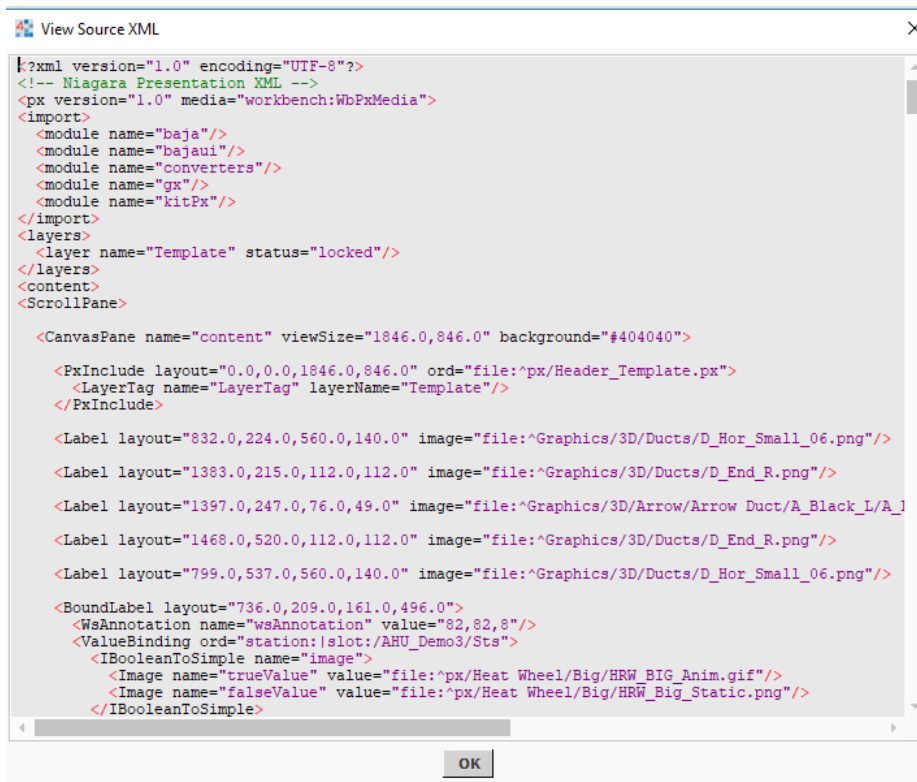 View Source XML
<?xml version="1.0" encoding="UTF-8"?>
<!-- Niagara Presentation XML -->
<px version="1.0" media="workbench:WbPxMedia">
<import>
  <module name="baja"/>
  <module name="bajaui"/>
  <module name="converters"/>
  <module name="gx"/>
  <module name="kitPx"/>
</import>
<layers>
  <layer name="Template" status="locked"/>
</layers>
<content>
<ScrollPane>
  <CanvasPane name="content" viewSize="1846.0,846.0" background="#404040">
    <PxInclude layout="0.0,0.0,1846.0,846.0" ord="file:^px/Header_Template.px">
      <LayerTag name="LayerTag" layerName="Template"/>
    </PxInclude>
    <Label layout="832.0,224.0,560.0,140.0" image="file:^Graphics/3D/Ducts/D_Hor_Small_06.png"/>
    <Label layout="1383.0,215.0,112.0,112.0" image="file:^Graphics/3D/Ducts/D_End_R.png"/>
    <Label layout="1397.0,247.0,76.0,49.0" image="file:^Graphics/3D/Arrow/Arrow Duct/A_Black_L/A_
    <Label layout="1468.0,520.0,112.0,112.0" image="file:^Graphics/3D/Ducts/D_End_R.png"/>
    <Label layout="799.0,537.0,560.0,140.0" image="file:^Graphics/3D/Ducts/D_Hor_Small_06.png"/>
    <BoundLabel layout="736.0,209.0,161.0,496.0">
      <WsAnnotation name="wsAnnotation" value="82,82,8"/>
      <ValueBinding ord="station:|slot:/AHU_Demo3/Sts">
        <IBooleanToSimple name="image">
          <Image name="trueValue" value="file:^px/Heat Wheel/Big/HRW_BIG_Anim.gif"/>
          <Image name="falseValue" value="file:^px/Heat Wheel/Big/HRW_Big_Static.png"/>
        </IBooleanToSimple>
OK